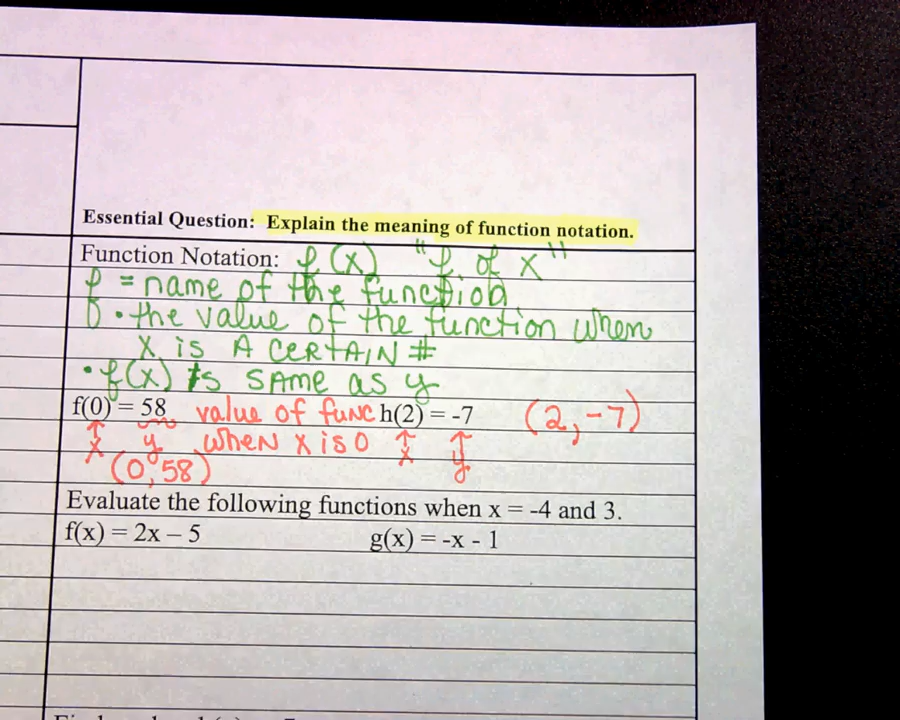 Essential Question: Explain the meaning of function notation.
Function Notation: f(x) "f of x"
f = name of the function
• the value of the function when
x is A CERTAIN #
• f(x) is SAME AS y
f(0) = 58 value of func h(2) = -7 (2, -7)
x y when x is 0 x y
(0, 58)
Evaluate the following functions when x = -4 and 3.
f(x) = 2x – 5 g(x) = -x - 1